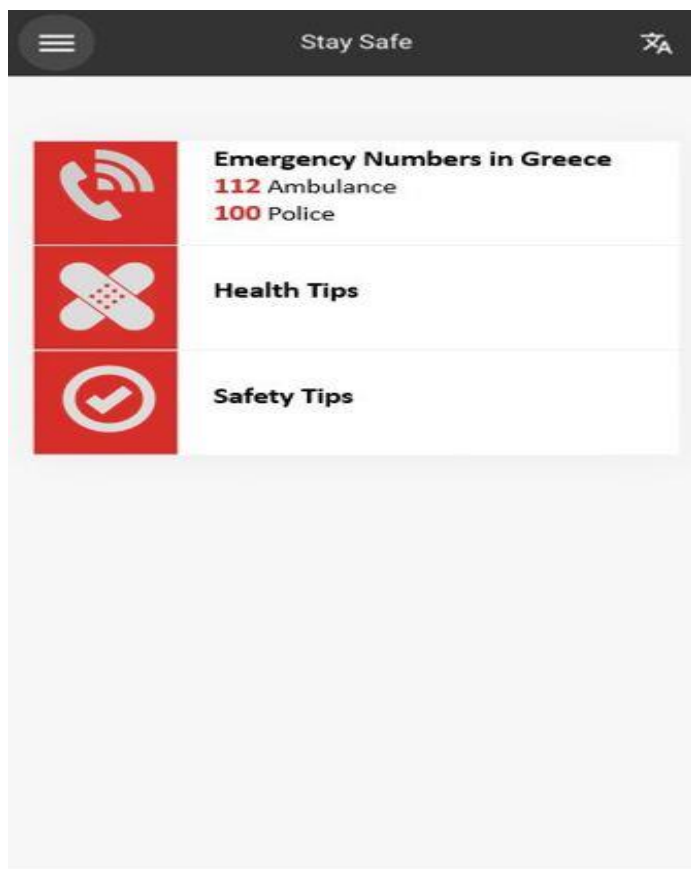 Stay Safe
Emergency Numbers in Greece
112 Ambulance
100 Police
Health Tips
Safety Tips